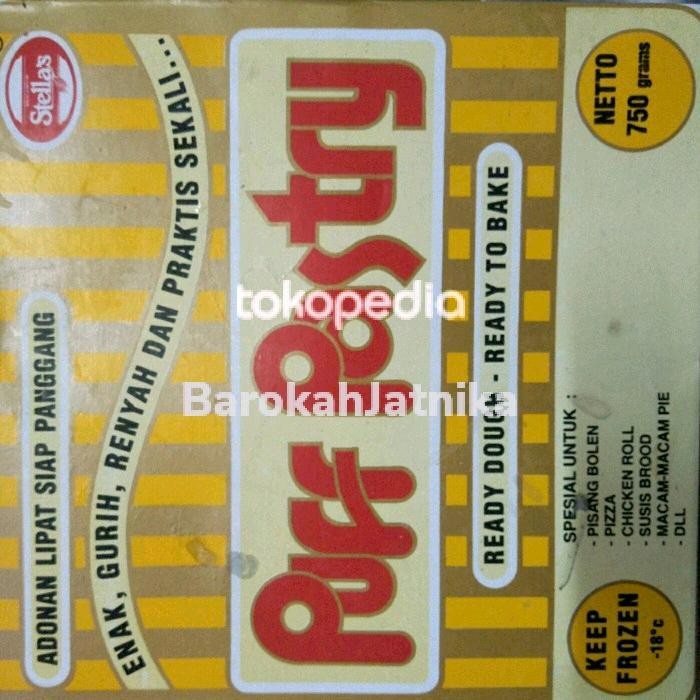 Stella's
ADONAN LIPAT SIAP PANGGANG
ENAK, GURIH, RENYAH DAN PRAKTIS SEKALI...
Puff Pastry
READY DOUGH - READY TO BAKE
SPESIAL UNTUK :
- PISANG BOLEN
- PIZZA
- CHICKEN ROLL
- SUSIS BROOD
- MACAM-MACAM PIE
- DLL
KEEP
FROZEN
-18°c
NETTO
750 grams
tokopedia
BarokahJatnika